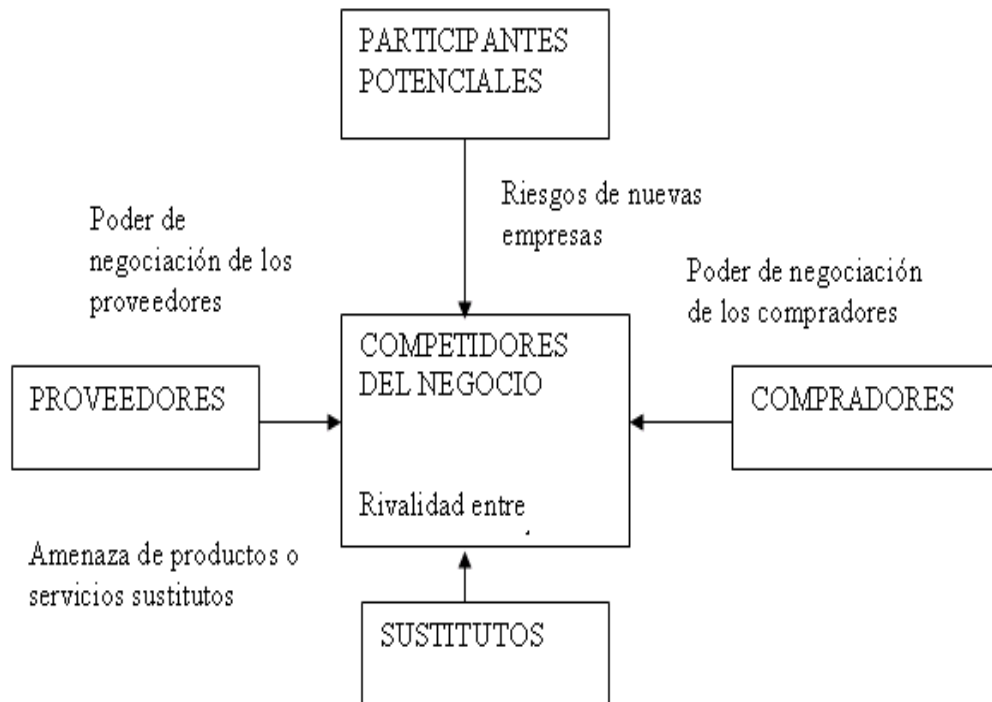 PARTICIPANTES
POTENCIALES
Riesgos de nuevas
empresas
Poder de
negociación de los
proveedores
Poder de negociación
de los compradores
COMPETIDORES
DEL NEGOCIO
Rivalidad entre
PROVEEDORES
COMPRADORES
Amenaza de productos o
servicios sustitutos
SUSTITUTOS